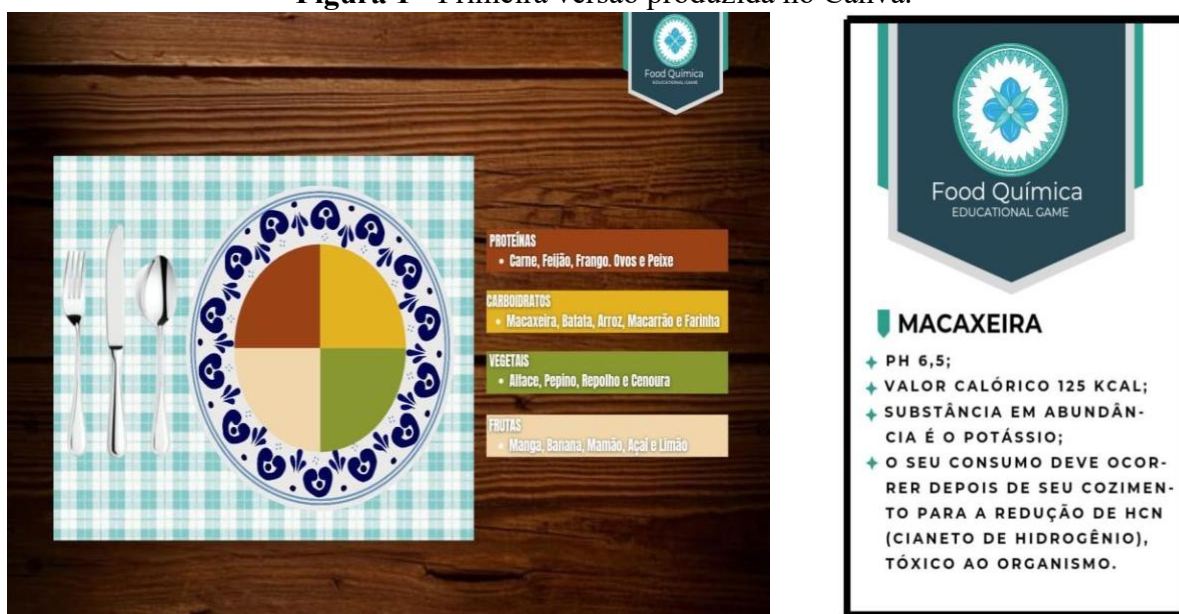 Figura 1 - Primeira versão produzida no Canva.
Food Química
EDUCATIONAL GAME
PROTEÍNAS
• Carne, Feijão, Frango. Ovos e Peixe
CARBOIDRATOS
• Macaxeira, Batata, Arroz, Macarrão e Farinha
VEGETAIS
• Alface, Pepino, Repolho e Cenoura
FRUTAS
• Manga, Banana, Mamão, Açaí e Limão
Food Química
EDUCATIONAL GAME
MACAXEIRA
PH 6,5;
VALOR CALÓRICO 125 KCAL;
SUBSTÂNCIA EM ABUNDÂN-
CIA É O POTÁSSIO;
O SEU CONSUMO DEVE OCOR-
RER DEPOIS DE SEU COZIMEN-
TO PARA A REDUÇÃO DE HCN
(CIANETO DE HIDROGÊNIO),
TÓXICO AO ORGANISMO.